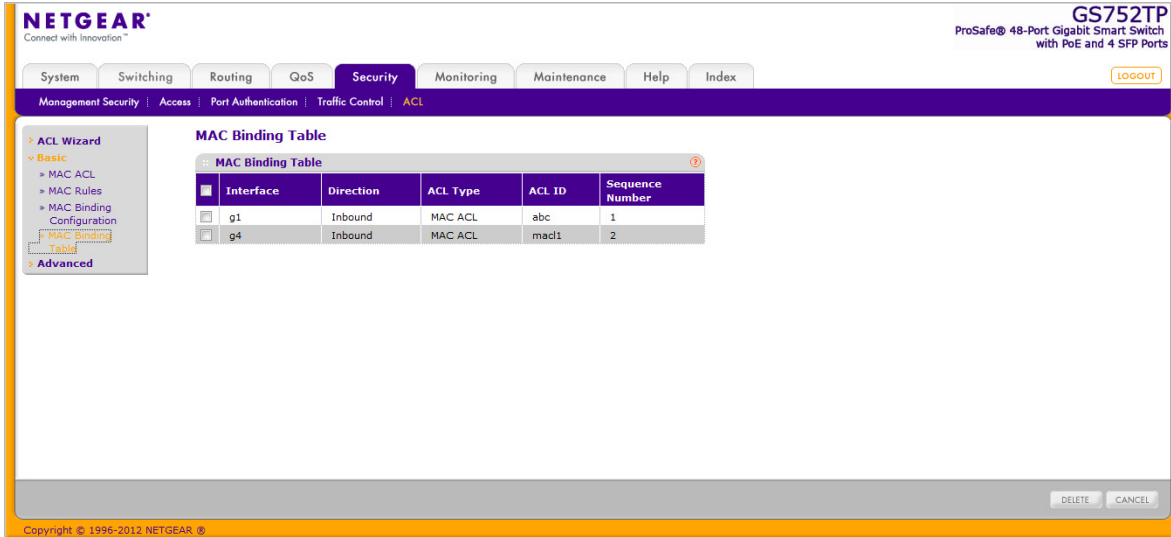 NETGEAR®
Connect with Innovation™
GS752TP
ProSafe® 48-Port Gigabit Smart Switch
with PoE and 4 SFP Ports
System Switching Routing QoS Security Monitoring Maintenance Help Index
LOGOUT
Management Security Access Port Authentication Traffic Control ACL
ACL Wizard
Basic
MAC ACL
MAC Rules
MAC Binding
Configuration
MAC Binding
Table
Advanced
MAC Binding Table
MAC Binding Table ?
Interface Direction ACL Type ACL ID Sequence
Number
g1 Inbound MAC ACL abc 1
g4 Inbound MAC ACL macl1 2
DELETE CANCEL
Copyright © 1996-2012 NETGEAR ®